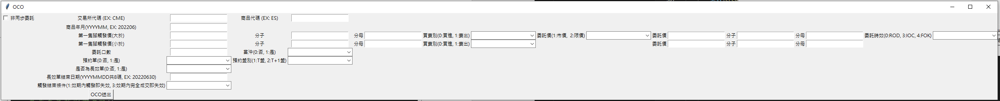 OCO
非同步委託 交易所代碼 (EX: CME) 商品代碼 (EX: ES)
商品年月(YYYYMM, EX: 202206)
第一隻腳觸發價(大於) 分子 分母 買賣別(0:買進, 1:賣出) 委託價(1:市價, 2:限價) 委託價 分子 分母 委託時效(0:ROD, 3:IOC, 4:FOK)
第一隻腳觸發價(小於) 分子 分母 買賣別(0:買進, 1:賣出) 委託價 分子 分母
委託口數 當沖(0:否, 1:是)
預約單(0:否, 1:是) 預約盤別(1:T盤, 2:T+1盤)
是否為長效單(0:否, 1:是)
長效單結束日期(YYYYMMDD共8碼, EX: 20220630)
觸發結束條件(1:效期內觸發即失效, 3:效期內完全成交即失效)
OCO送出